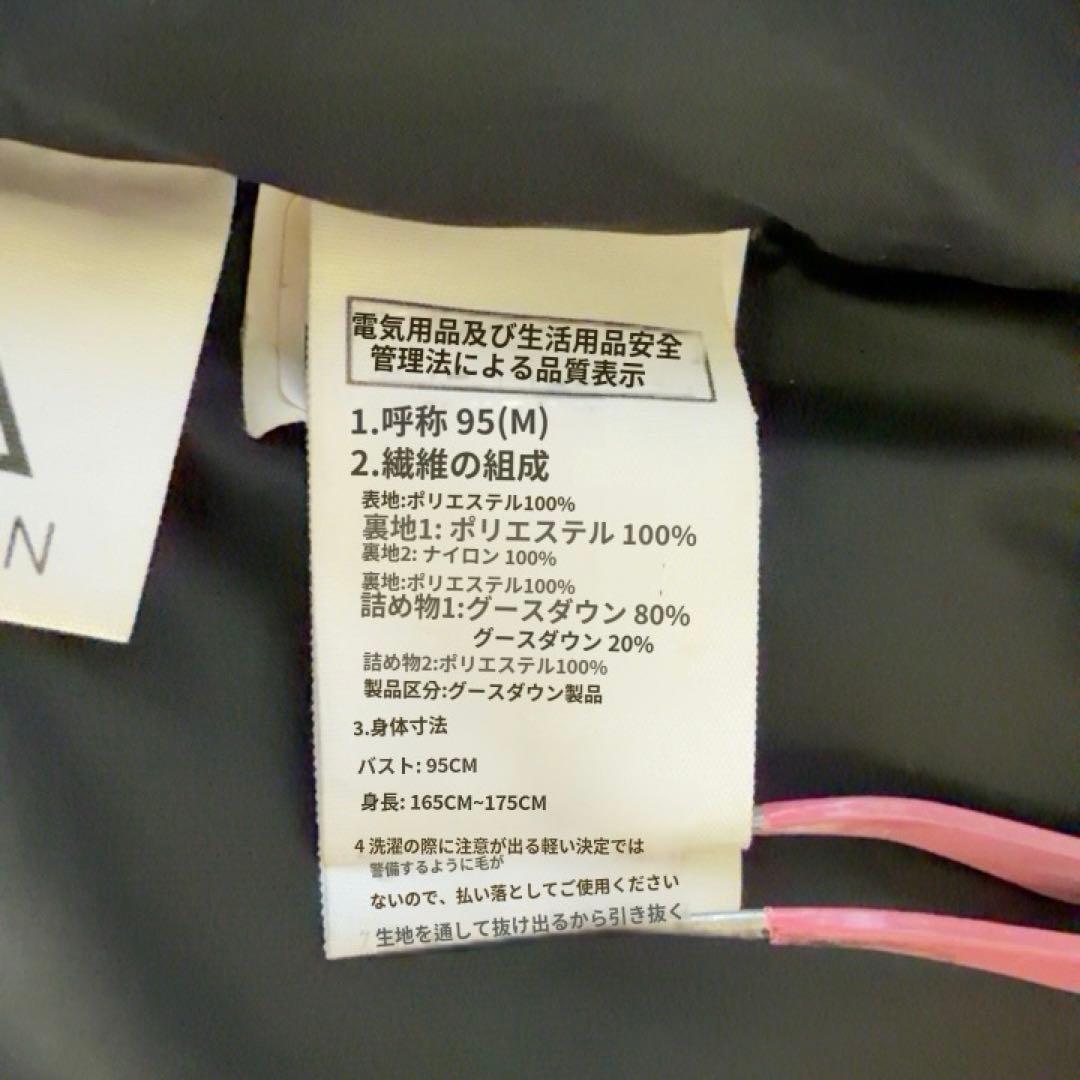 電気用品及び生活用品安全
管理法による品質表示
1.呼称 95(M)
2.繊維の組成
表地:ポリエステル100%
裏地1: ポリエステル 100%
裏地2: ナイロン 100%
裏地:ポリエステル100%
詰め物1:グースダウン 80%
グースダウン 20%
詰め物2:ポリエステル100%
製品区分:グースダウン製品
3.身体寸法
バスト: 95CM
身長: 165CM~175CM
4 洗濯の際に注意が出る軽い決定では
警備するように毛が
ないので、払い落としてご使用ください
7 生地を通して抜け出るから引き抜く
N